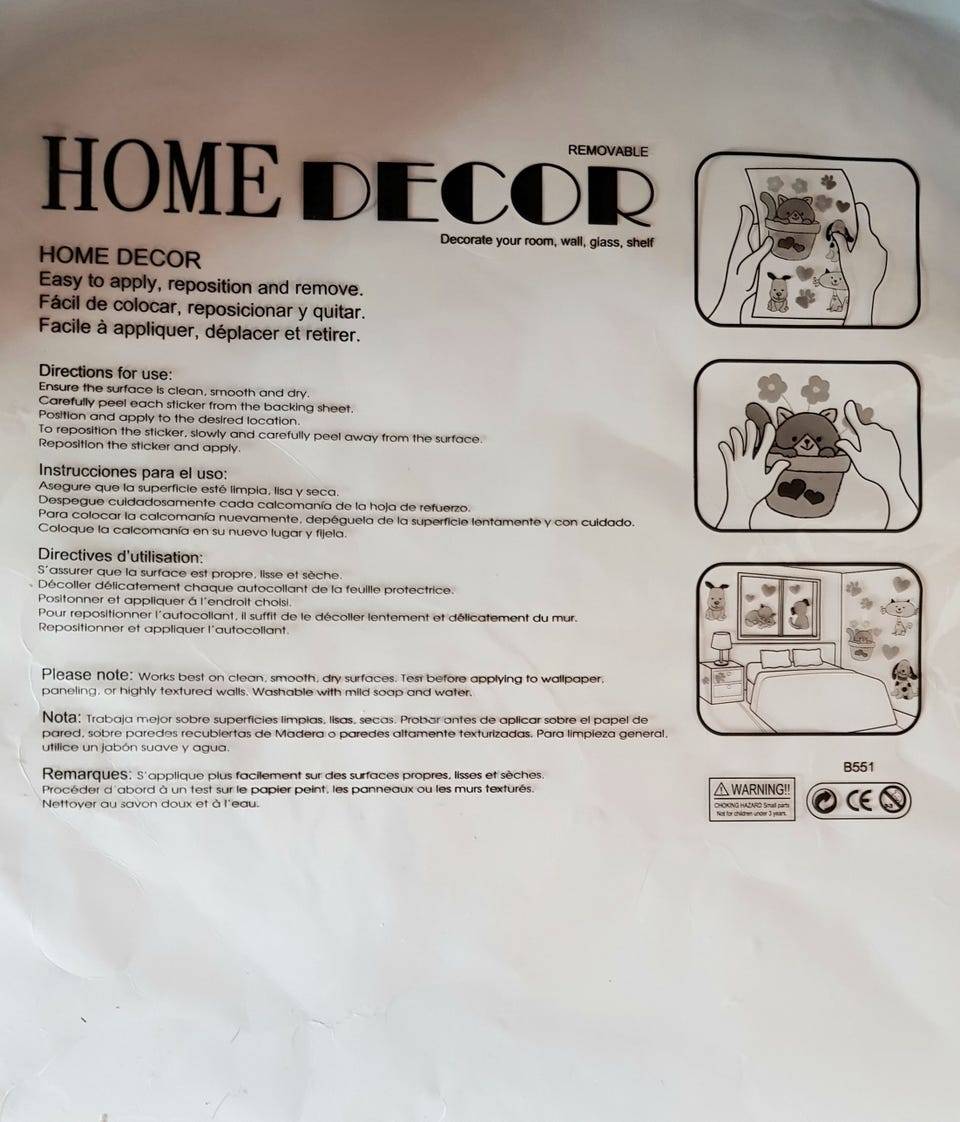 HOME DECOR
REMOVABLE
Decorate your room, wall, glass, shelf
HOME DECOR
Easy to apply, reposition and remove.
Fácil de colocar, reposicionar y quitar.
Facile à appliquer, déplacer et retirer.
Directions for use:
Ensure the surface is clean, smooth and dry.
Carefully peel each sticker from the backing sheet.
Position and apply to the desired location.
To reposition the sticker, slowly and carefully peel away from the surface.
Reposition the sticker and apply.
Instrucciones para el uso:
Asegure que la superficie esté limpia, lisa y seca.
Despegue cuidadosamente cada calcomanía de la hoja de refuerzo.
Para colocar la calcomanía nuevamente, depéguela de la superficie lentamente y con cuidado.
Coloque la calcomanía en su nuevo lugar y fíjela.
Directives d'utilisation:
S'assurer que la surface est propre, lisse et sèche.
Décoller délicatement chaque autocollant de la feuille protectrice.
Positonner et appliquer á l'endroit choisi.
Pour repositionner l'autocollant, il suffit de le décoller lentement et délicatement du mur.
Repositionner et appliquer l'autocollant.
Please note: Works best on clean, smooth, dry surfaces. Test before applying to wallpaper,
paneling, or highly textured walls. Washable with mild soap and water.
Nota: Trabaja mejor sobre superficies limpias, lisas, secas. Probar antes de aplicar sobre el papel de
pared, sobre paredes recubiertas de Madera o paredes altamente texturizadas. Para limpieza general,
utilice un jabón suave y agua.
Remarques: S'applique plus facilement sur des surfaces propres, lisses et sèches.
Procéder d'abord à un test sur le papier peint, les panneaux ou les murs texturés.
Nettoyer au savon doux et à l'eau.
B551
WARNING!!
CHOKING HAZARD Small parts
Not for children under 3 years.
CE
0-3